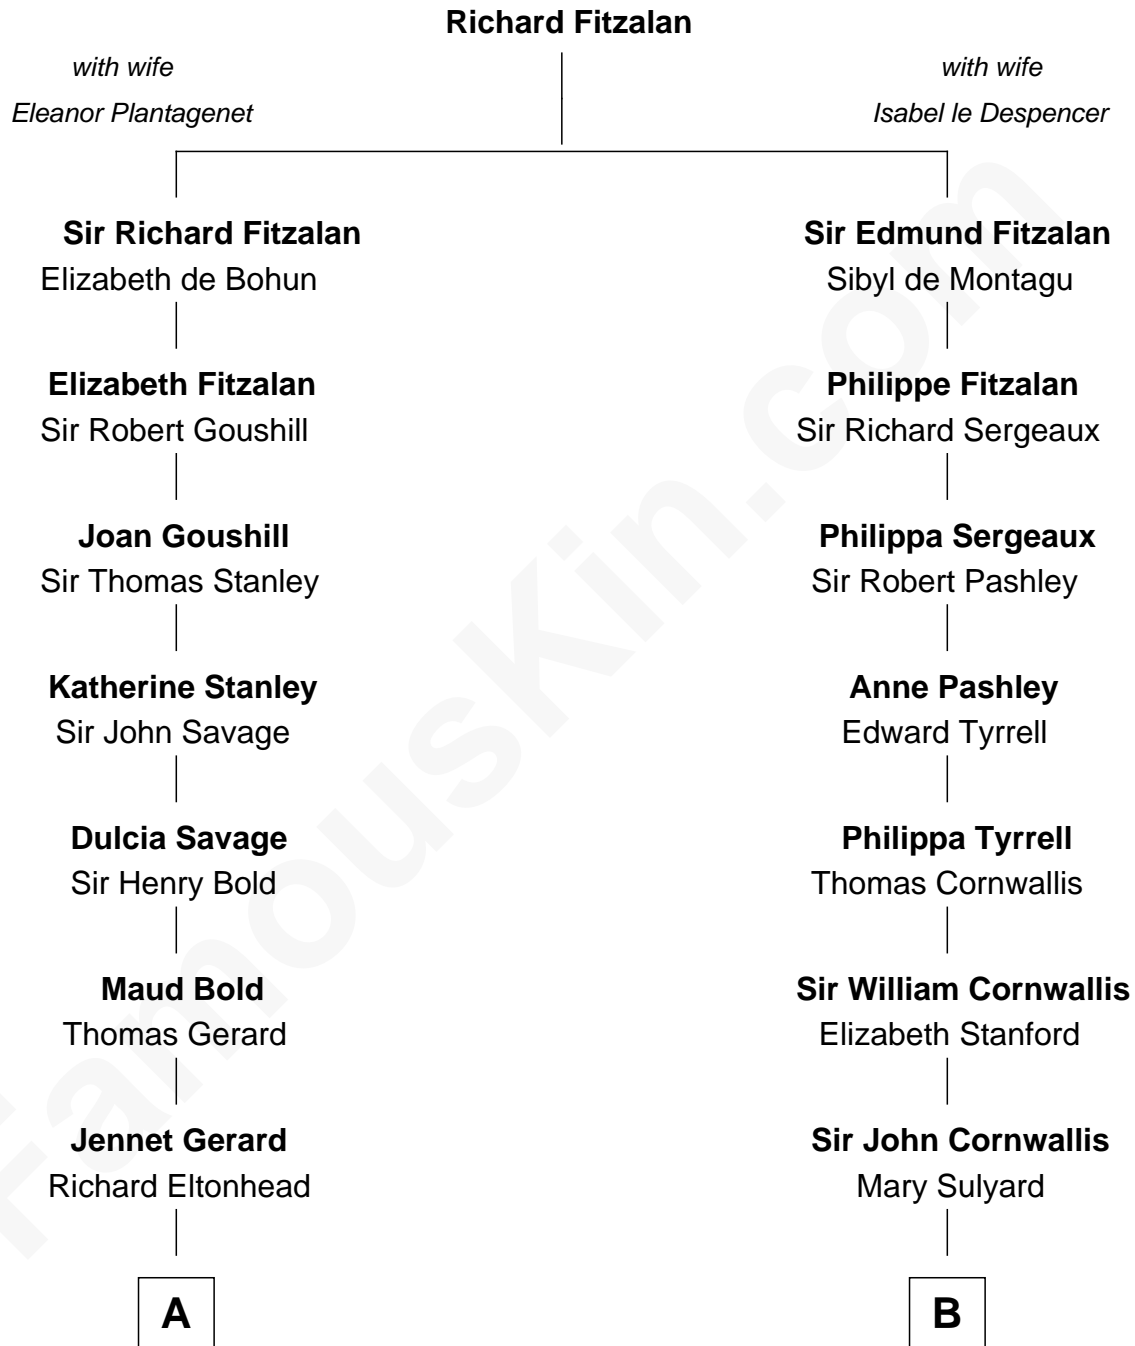 Richard Fitzalan
with wife
Eleanor Plantagenet
with wife
Isabel le Despencer
Sir Richard Fitzalan
Elizabeth de Bohun
Sir Edmund Fitzalan
Sibyl de Montagu
Elizabeth Fitzalan
Sir Robert Goushill
Philippe Fitzalan
Sir Richard Sergeaux
Joan Goushill
Sir Thomas Stanley
Philippa Sergeaux
Sir Robert Pashley
Katherine Stanley
Sir John Savage
Anne Pashley
Edward Tyrrell
Dulcia Savage
Sir Henry Bold
Philippa Tyrrell
Thomas Cornwallis
Maud Bold
Thomas Gerard
Sir William Cornwallis
Elizabeth Stanford
Jennet Gerard
Richard Eltonhead
Sir John Cornwallis
Mary Sulyard
A
B
FamousKin.com